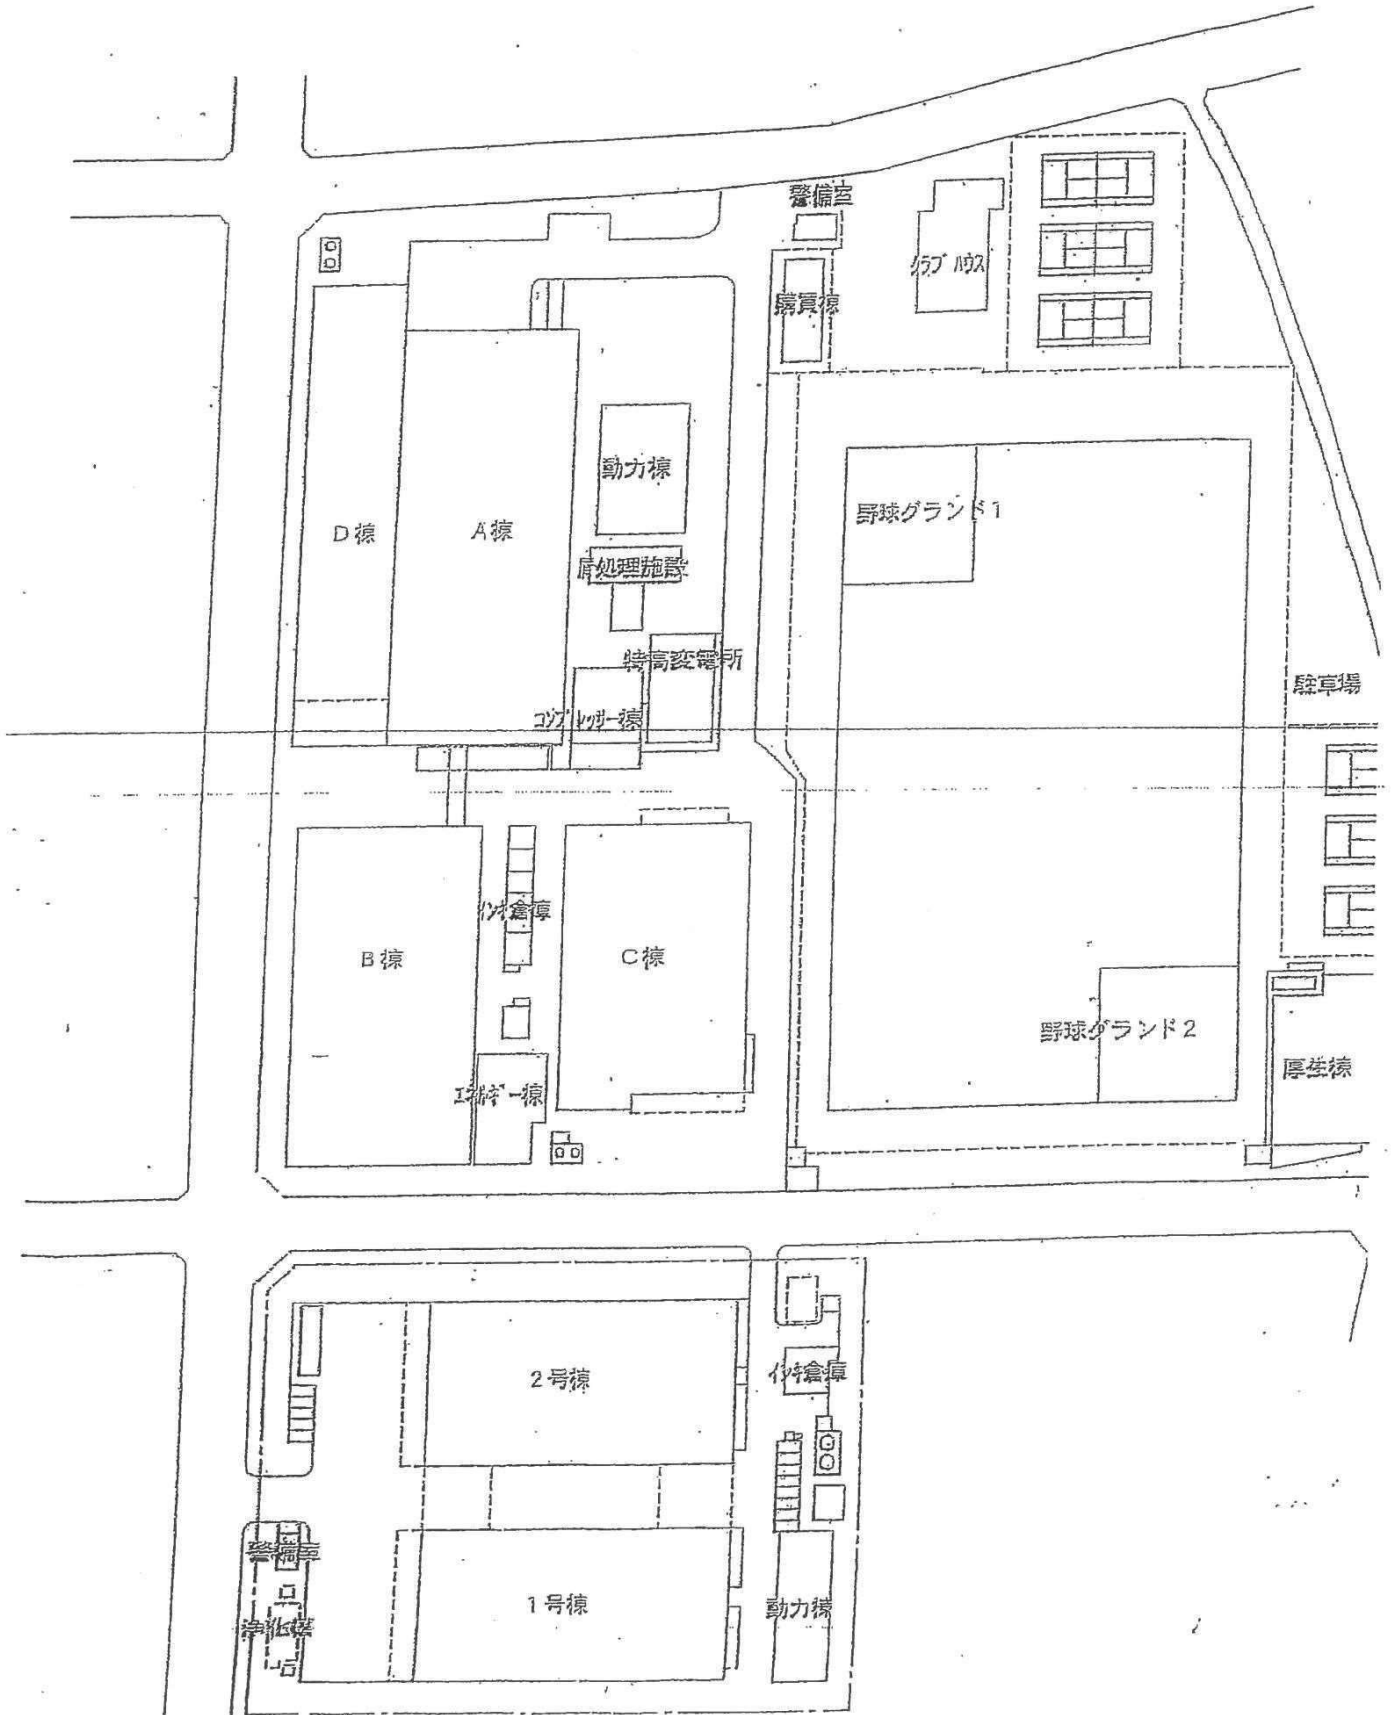 警備室
クラブ ハウス
購買棟
動力棟
野球グランド1
D棟
A棟
屑処理施設
特高変電所
駐車場
コンプレッサー棟
インキ倉庫
B棟
C棟
野球グランド2
厚生棟
エネルギー棟
2号棟
インキ倉庫
警備室
1号棟
動力棟
浄化槽